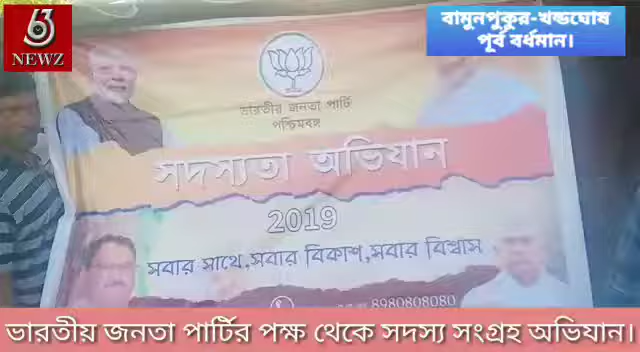 63
NEWZ
বামুনপুকুর-খন্ডঘোষ
পূর্ব বর্ধমান।
ভারতীয় জনতা পার্টি
পশ্চিমবঙ্গ
সদস্যতা অভিযান
2019
সবার সাথে,সবার বিকাশ,সবার বিশ্বাস
8980808080
ভারতীয় জনতা পার্টির পক্ষ থেকে সদস্য সংগ্রহ অভিযান।